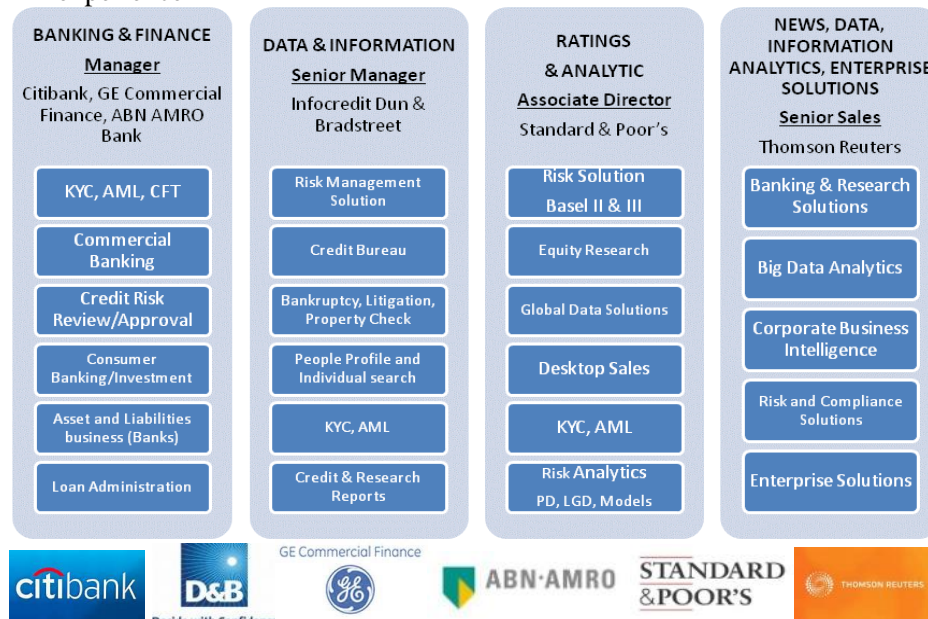 BANKING & FINANCE
Manager
Citibank, GE Commercial
Finance, ABN AMRO
Bank
KYC, AML, CFT
Commercial
Banking
Credit Risk
Review/Approval
Consumer
Banking/Investment
Asset and Liabilities
business (Banks)
Loan Administration
DATA & INFORMATION
Senior Manager
Infocredit Dun &
Bradstreet
Risk Management
Solution
Credit Bureau
Bankruptcy, Litigation,
Property Check
People Profile and
Individual search
KYC, AML
Credit & Research
Reports
RATINGS
& ANALYTIC
Associate Director
Standard & Poor's
Risk Solution
Basel II & III
Equity Research
Global Data Solutions
Desktop Sales
KYC, AML
Risk Analytics
PD, LGD, Models
NEWS, DATA,
INFORMATION
ANALYTICS, ENTERPRISE
SOLUTIONS
Senior Sales
Thomson Reuters
Banking & Research
Solutions
Big Data Analytics
Corporate Business
Intelligence
Risk and Compliance
Solutions
Enterprise Solutions
citibank
D&B
GE Commercial Finance
GE
ABN·AMRO
STANDARD
&POOR'S
THOMSON REUTERS